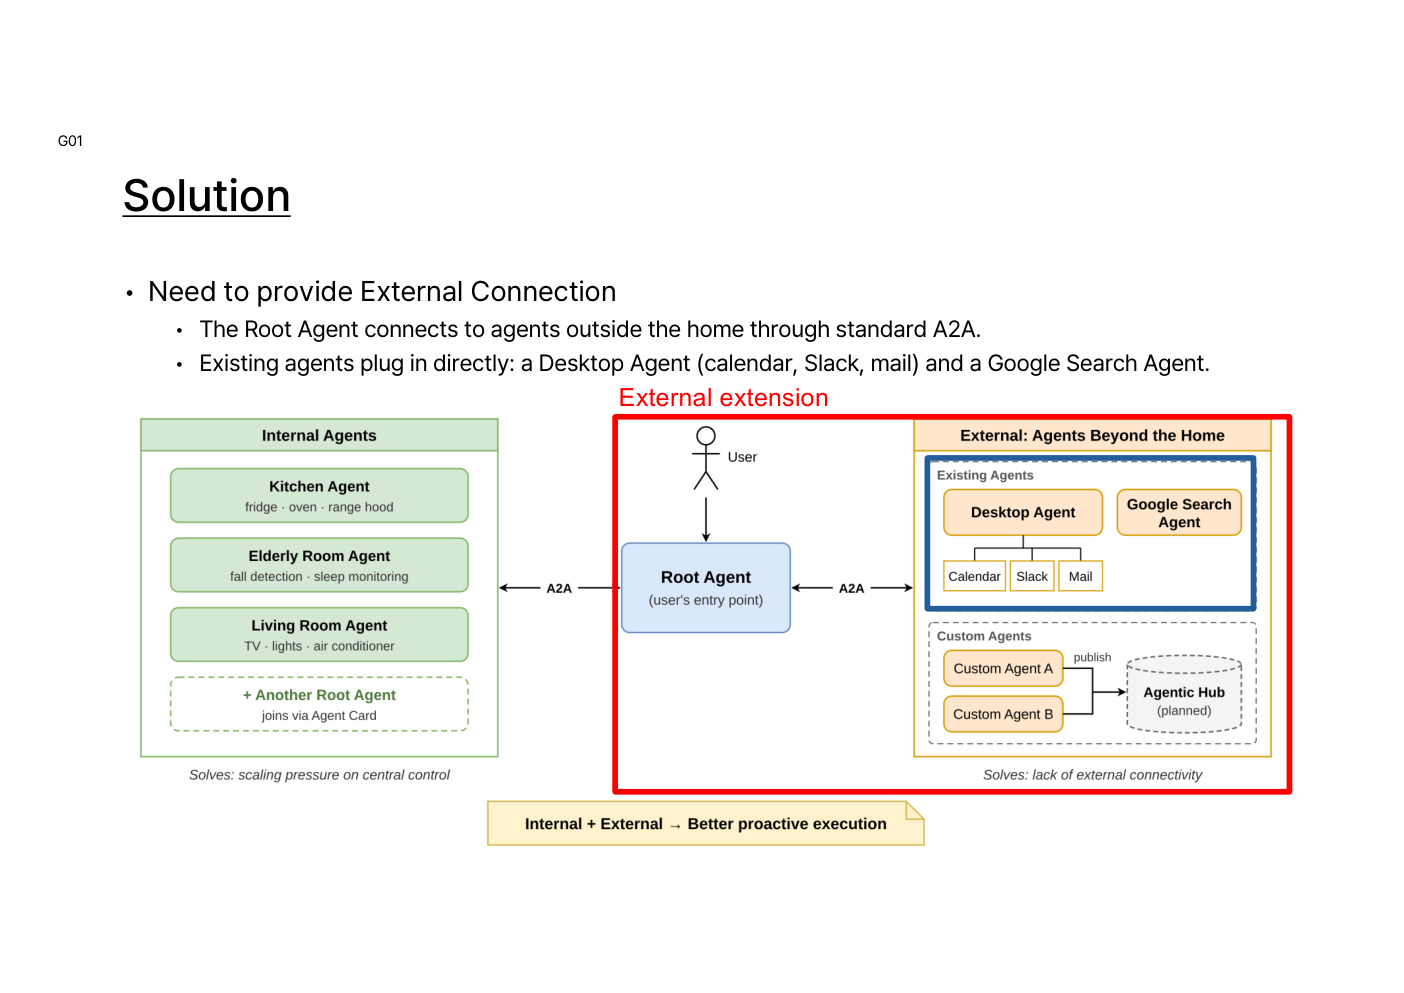 G01
Solution
• Need to provide External Connection
• The Root Agent connects to agents outside the home through standard A2A.
• Existing agents plug in directly: a Desktop Agent (calendar, Slack, mail) and a Google Search Agent.
External extension
Internal Agents
Kitchen Agent
fridge · oven · range hood
Elderly Room Agent
fall detection · sleep monitoring
Living Room Agent
TV · lights · air conditioner
+ Another Root Agent
joins via Agent Card
Solves: scaling pressure on central control
A2A
User
Root Agent
(user's entry point)
A2A
External: Agents Beyond the Home
Existing Agents
Desktop Agent
Google Search
Agent
Calendar
Slack
Mail
Custom Agents
Custom Agent A
publish
Custom Agent B
Agentic Hub
(planned)
Solves: lack of external connectivity
Internal + External → Better proactive execution